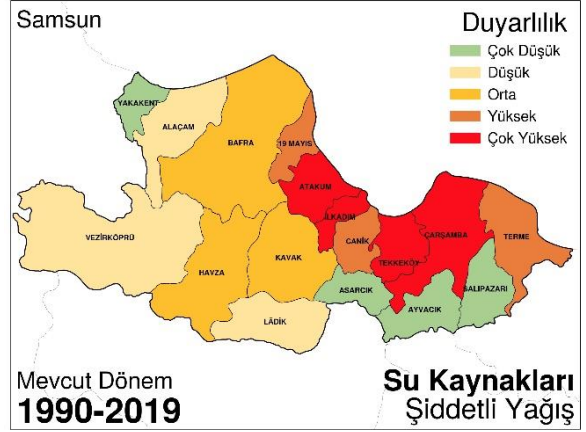 Samsun
Duyarlılık
Çok Düşük
Düşük
Orta
Yüksek
Çok Yüksek
YAKAKENT
ALAÇAM
BAFRA
19 MAYIS
ATAKUM
İLKADIM
CANİK
TEKKEKÖY
ÇARŞAMBA
TERME
VEZİRKÖPRÜ
HAVZA
KAVAK
ASARCIK
SALIPAZARI
AYVACIK
LÂDİK
Mevcut Dönem
1990-2019
Su Kaynakları
Şiddetli Yağış